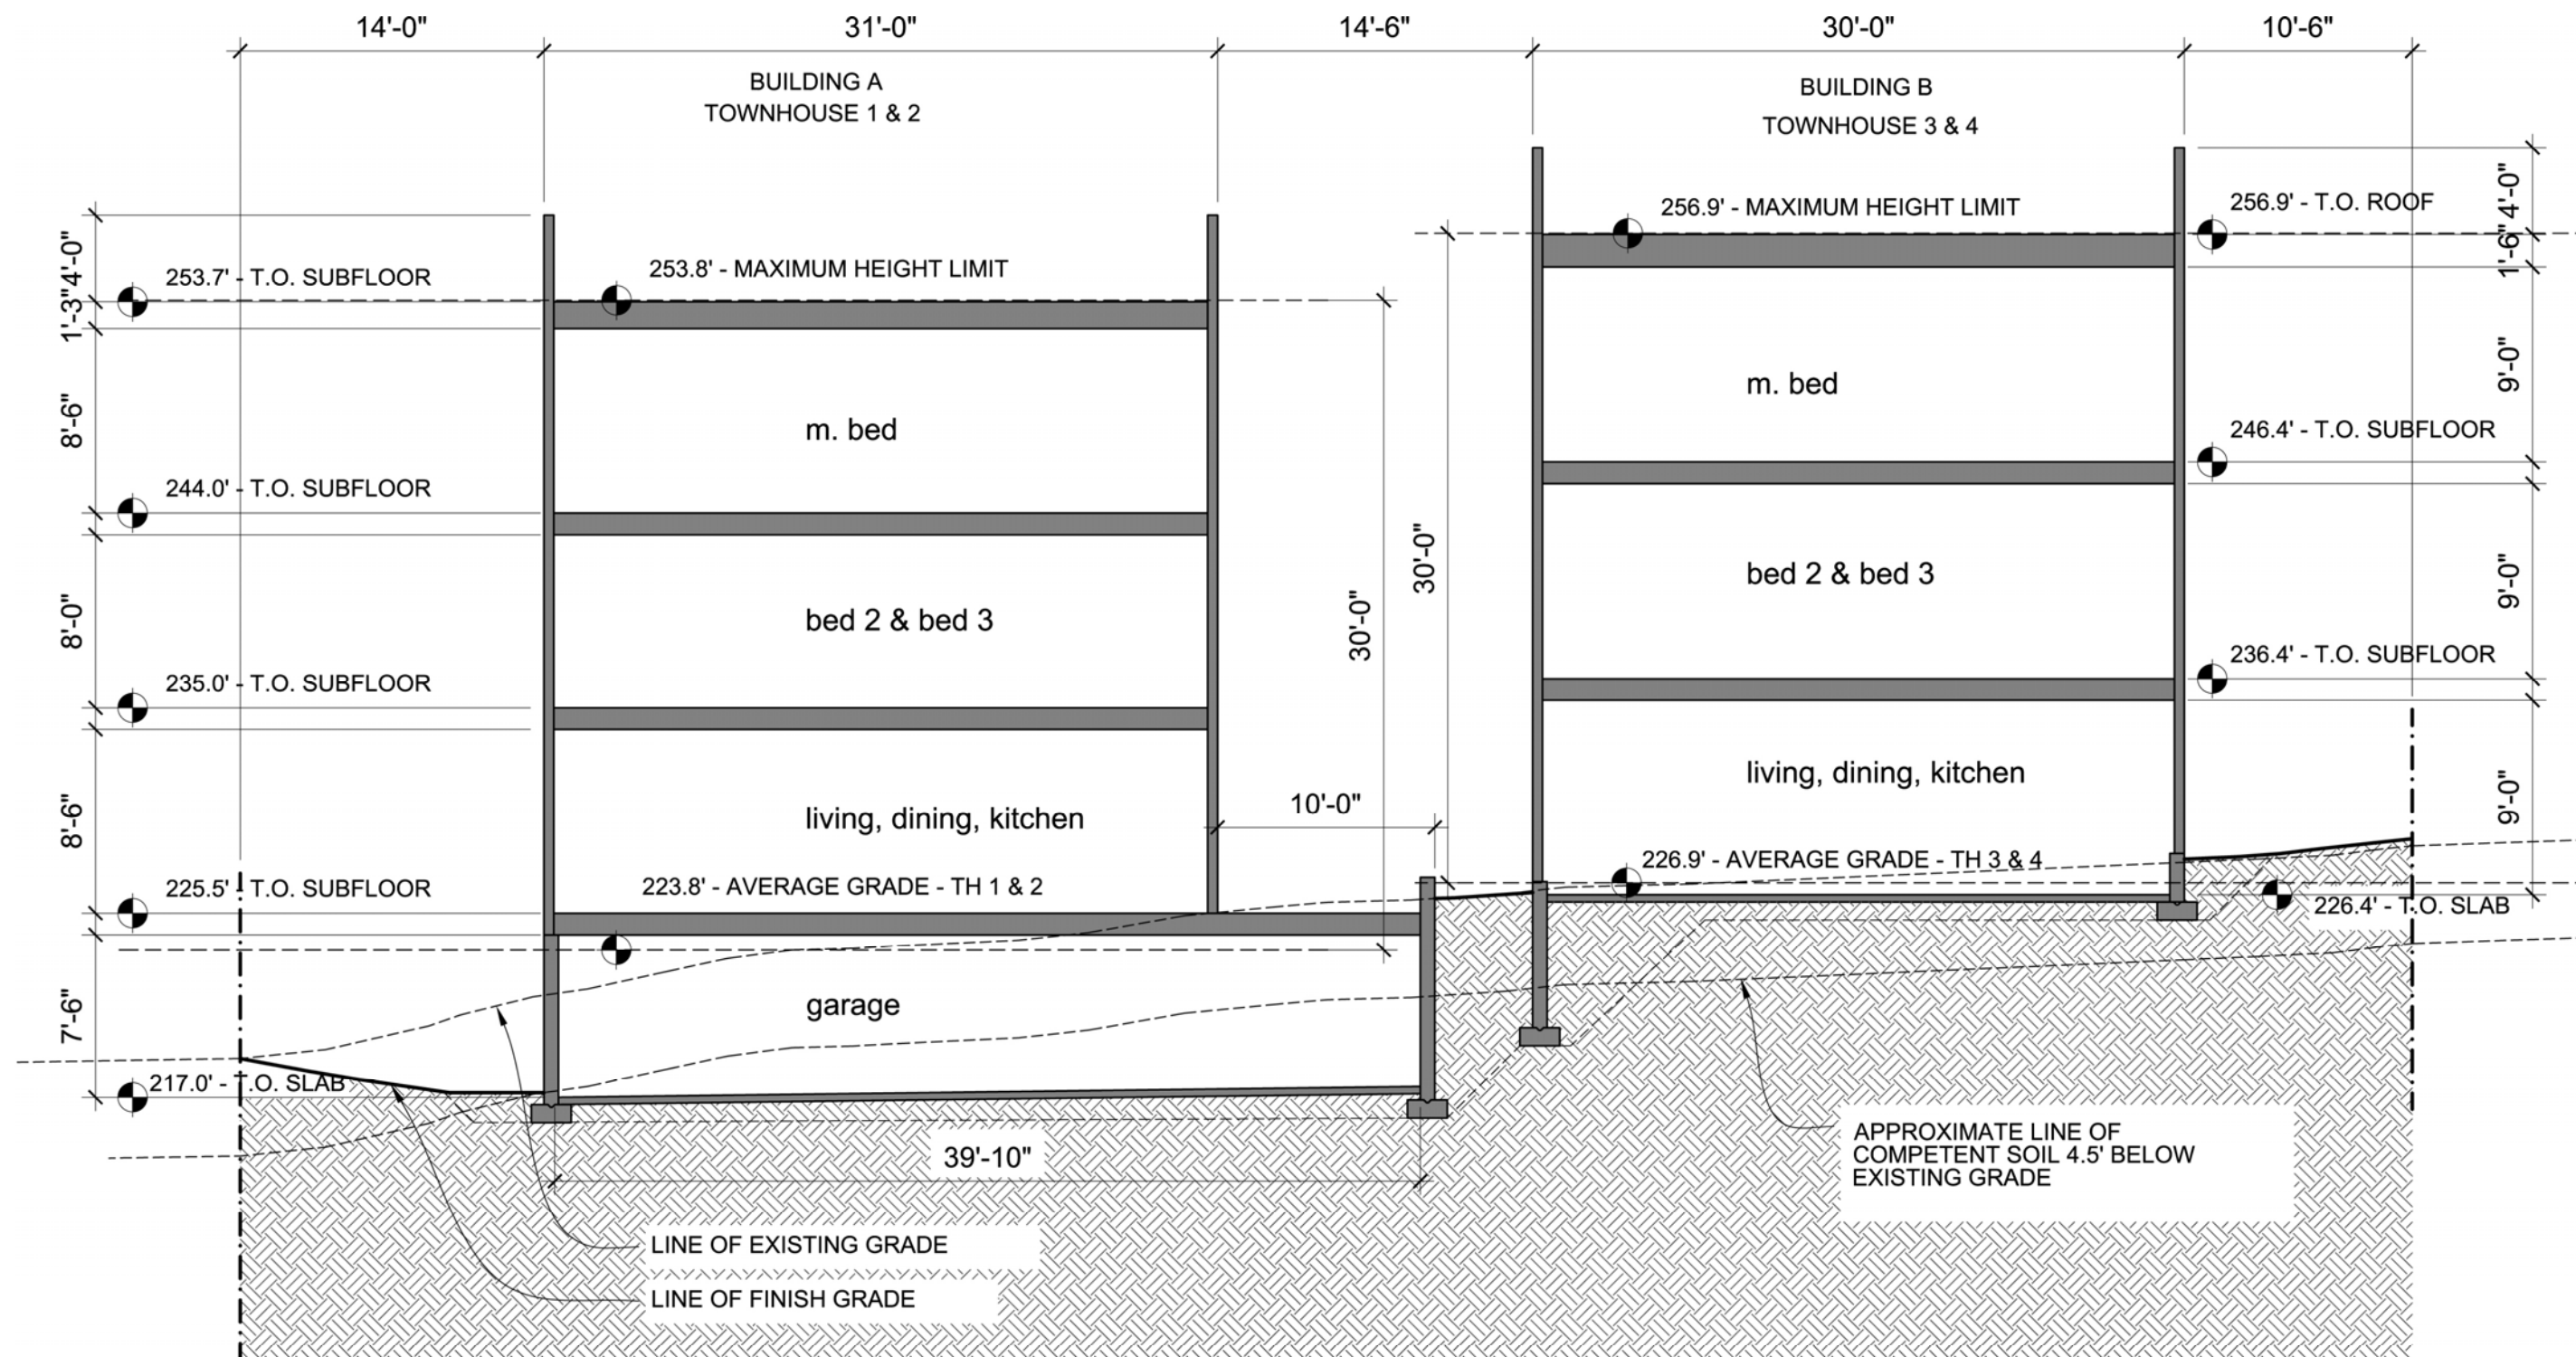 14'-0"
31'-0"
14'-6"
30'-0"
10'-6"
BUILDING A
TOWNHOUSE 1 & 2
BUILDING B
TOWNHOUSE 3 & 4
4'-0"
1'-3"
8'-6"
8'-0"
8'-6"
7'-6"
253.7' - T.O. SUBFLOOR
244.0' - T.O. SUBFLOOR
235.0' - T.O. SUBFLOOR
225.5' - T.O. SUBFLOOR
217.0' - T.O. SLAB
253.8' - MAXIMUM HEIGHT LIMIT
m. bed
bed 2 & bed 3
living, dining, kitchen
223.8' - AVERAGE GRADE - TH 1 & 2
garage
39'-10"
LINE OF EXISTING GRADE
LINE OF FINISH GRADE
10'-0"
30'-0"
30'-0"
256.9' - MAXIMUM HEIGHT LIMIT
m. bed
bed 2 & bed 3
living, dining, kitchen
226.9' - AVERAGE GRADE - TH 3 & 4
256.9' - T.O. ROOF
246.4' - T.O. SUBFLOOR
236.4' - T.O. SUBFLOOR
226.4' - T.O. SLAB
4'-0"
1'-6"
9'-0"
9'-0"
9'-0"
APPROXIMATE LINE OF
COMPETENT SOIL 4.5' BELOW
EXISTING GRADE